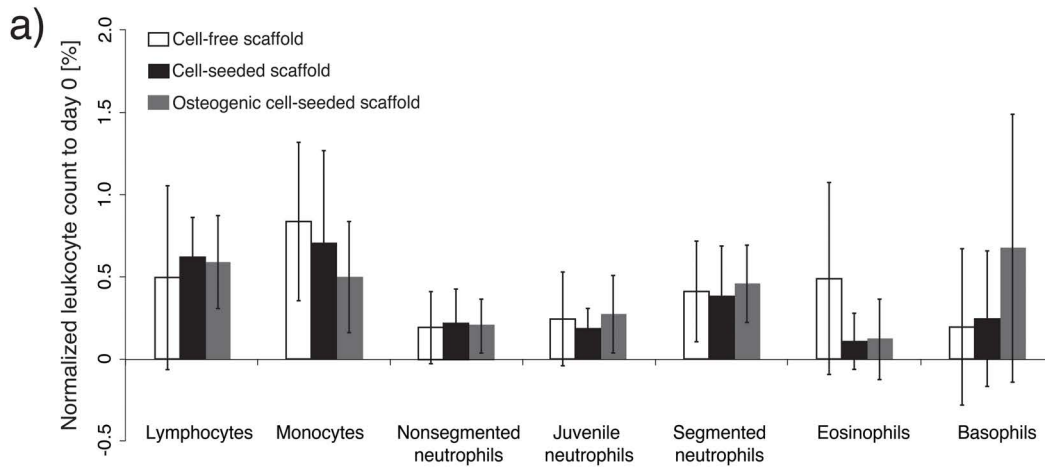 a)
Normalized leukocyte count to day 0 [%]
2.0
1.5
1.0
0.5
0
-0.5
Cell-free scaffold
Cell-seeded scaffold
Osteogenic cell-seeded scaffold
Lymphocytes
Monocytes
Nonsegmented
neutrophils
Juvenile
neutrophils
Segmented
neutrophils
Eosinophils
Basophils